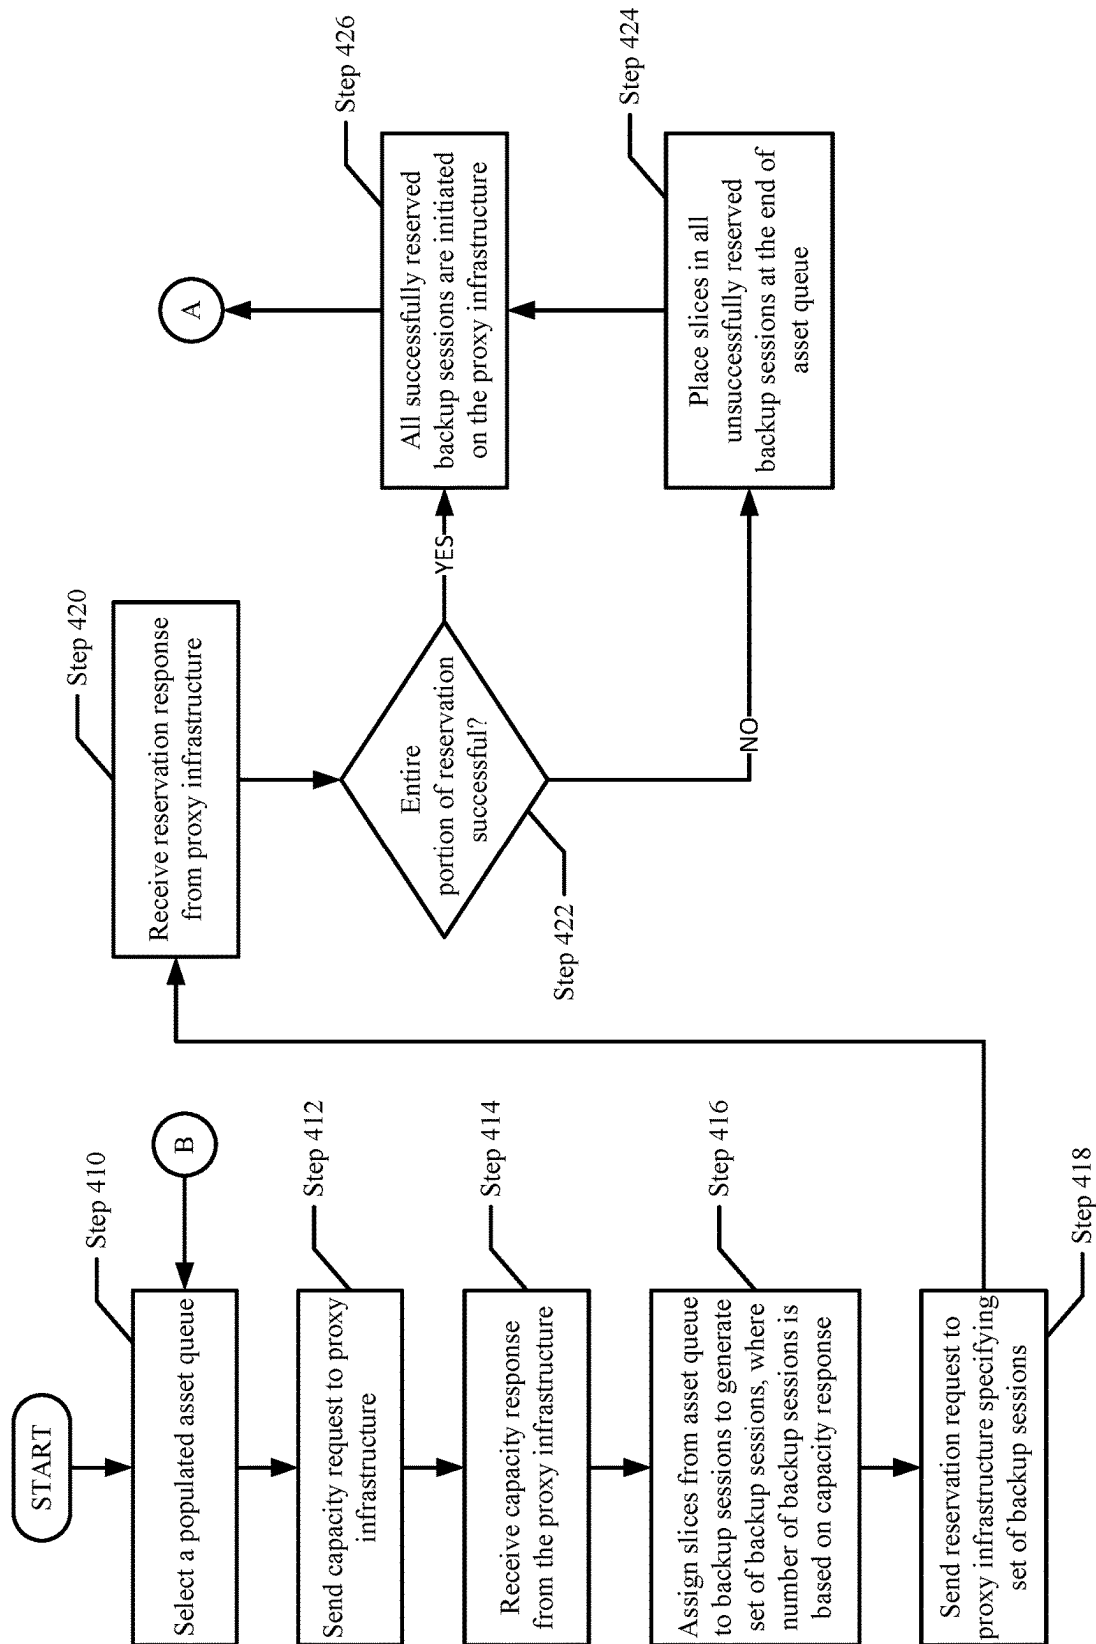 START
Step 410
Select a populated asset queue
B
Step 412
Send capacity request to proxy
infrastructure
Step 414
Receive capacity response
from the proxy infrastructure
Step 416
Assign slices from asset queue
to backup sessions to generate
set of backup sessions, where
number of backup sessions is
based on capacity response
Send reservation request to
proxy infrastructure specifying
set of backup sessions
Step 418
Step 420
Receive reservation response
from proxy infrastructure
Entire
portion of reservation
successful?
Step 422
YES
NO
A
Step 426
All successfully reserved
backup sessions are initiated
on the proxy infrastructure
Step 424
Place slices in all
unsuccessfully reserved
backup sessions at the end of
asset queue